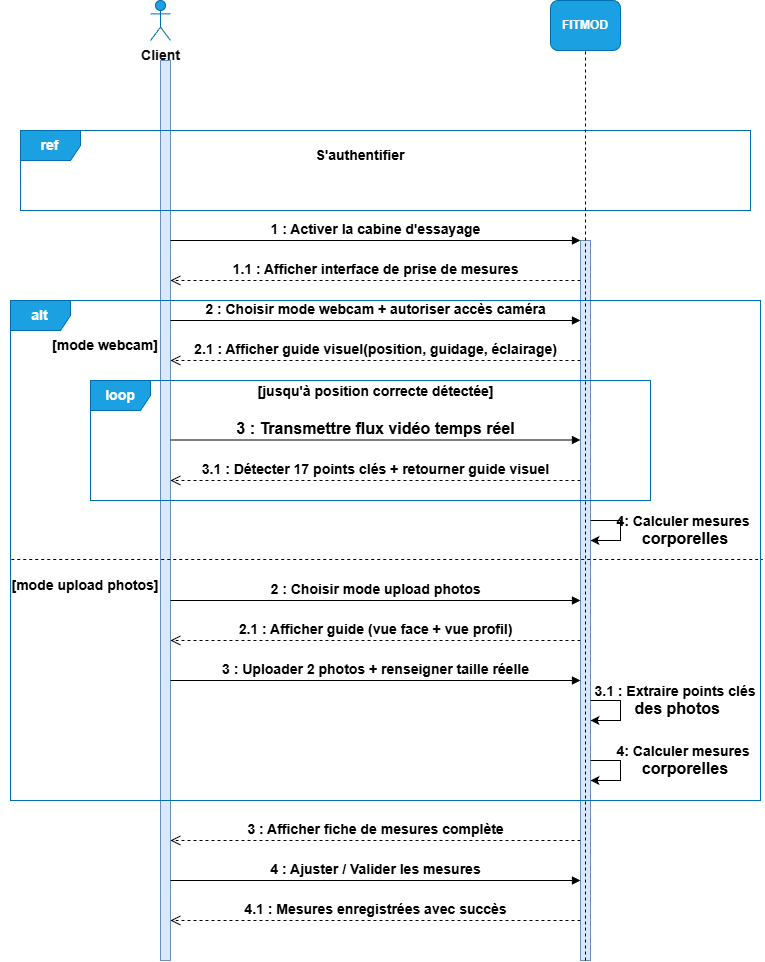 FITMOD
Client
ref
S'authentifier
1 : Activer la cabine d'essayage
1.1 : Afficher interface de prise de mesures
alt
2 : Choisir mode webcam + autoriser accès caméra
[mode webcam]
2.1 : Afficher guide visuel(position, guidage, éclairage)
loop
[jusqu'à position correcte détectée]
3 : Transmettre flux vidéo temps réel
3.1 : Détecter 17 points clés + retourner guide visuel
4: Calculer mesures
corporelles
[mode upload photos]
2 : Choisir mode upload photos
2.1 : Afficher guide (vue face + vue profil)
3 : Uploader 2 photos + renseigner taille réelle
3.1 : Extraire points clés
des photos
4: Calculer mesures
corporelles
3 : Afficher fiche de mesures complète
4 : Ajuster / Valider les mesures
4.1 : Mesures enregistrées avec succès